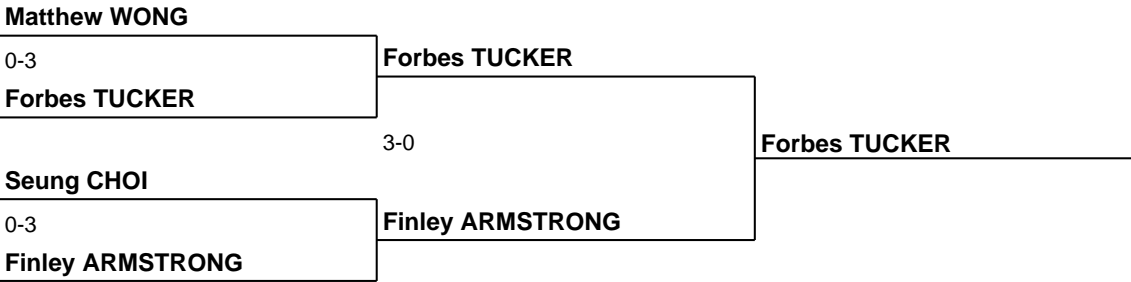 Matthew WONG
0-3
Forbes TUCKER
Forbes TUCKER
3-0
Forbes TUCKER
Seung CHOI
0-3
Finley ARMSTRONG
Finley ARMSTRONG